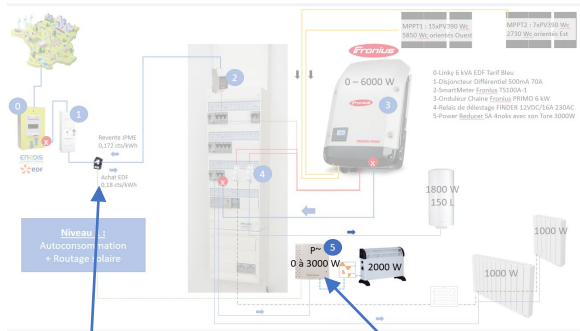 MPPT1 : 15xPV390 Wc
5850 Wc orientés Ouest
MPPT2 : 7xPV390 Wc
2730 Wc orientés Est
Fronius
0 – 6000 W
Fronius
0-Linky 6 kVA EDF Tarif Bleu
1-Disjoncteur Différentiel 500mA 70A
2-SmartMeter Fronius TS100A-1
3-Onduleur Chaine Fronius PRIMO 6 kW
4-Relais de délestage FINDER 12VDC/16A 230AC
5-Power Reducer 5A 4noks avec son Tore 3000W
0
1
2
3
4
X
X
X
ENEDIS
EDF
Revente JPME
0,172 cts/kWh
Achat EDF
0,18 cts/kWh
1800 W
150 L
Autoconsommation
+ Routage solaire
P~
5
0 à 3000 W
2000 W
1000 W
1000 W